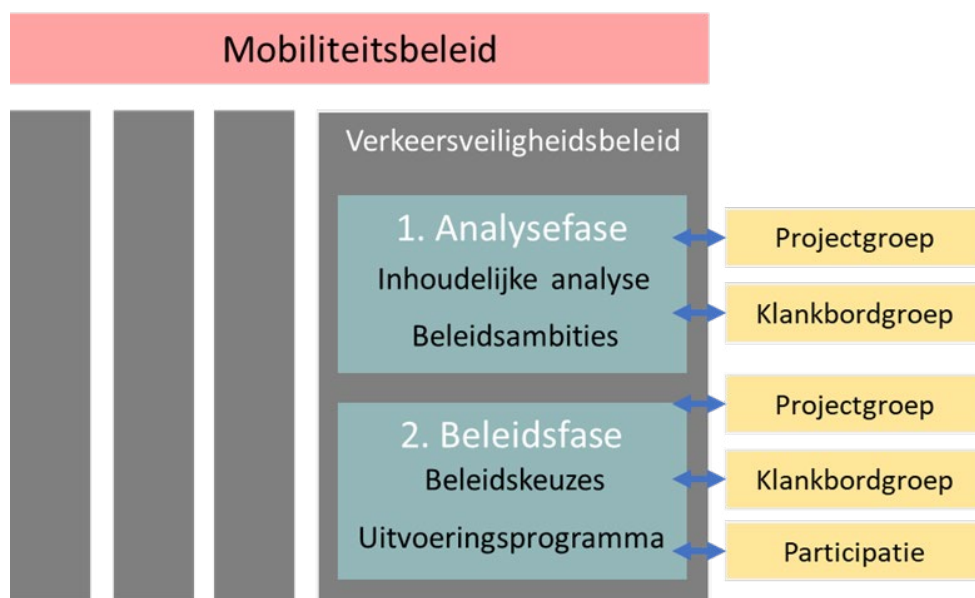 Mobiliteitsbeleid
Verkeersveiligheidsbeleid
1. Analysefase
Inhoudelijke analyse
Beleidsambities
Projectgroep
Klankbordgroep
2. Beleidsfase
Beleidskeuzes
Uitvoeringsprogramma
Projectgroep
Klankbordgroep
Participatie